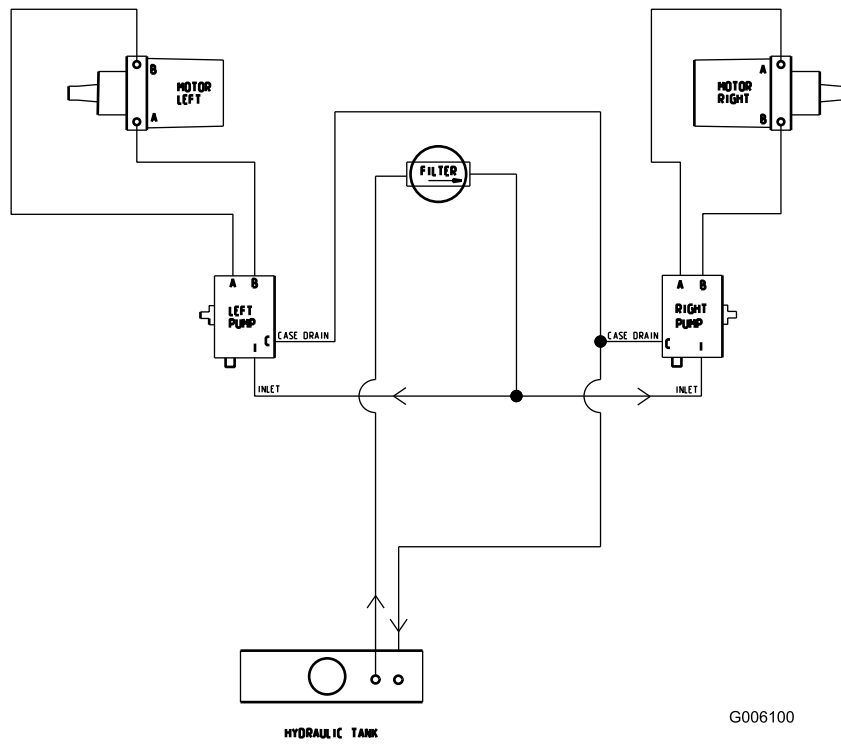 B
MOTOR
LEFT
A
A
MOTOR
RIGHT
B
FILTER
A B
LEFT
PUMP
C
I
CASE DRAIN
INLET
A B
RIGHT
PUMP
CASE DRAIN
C
I
INLET
HYDRAULIC TANK
G006100